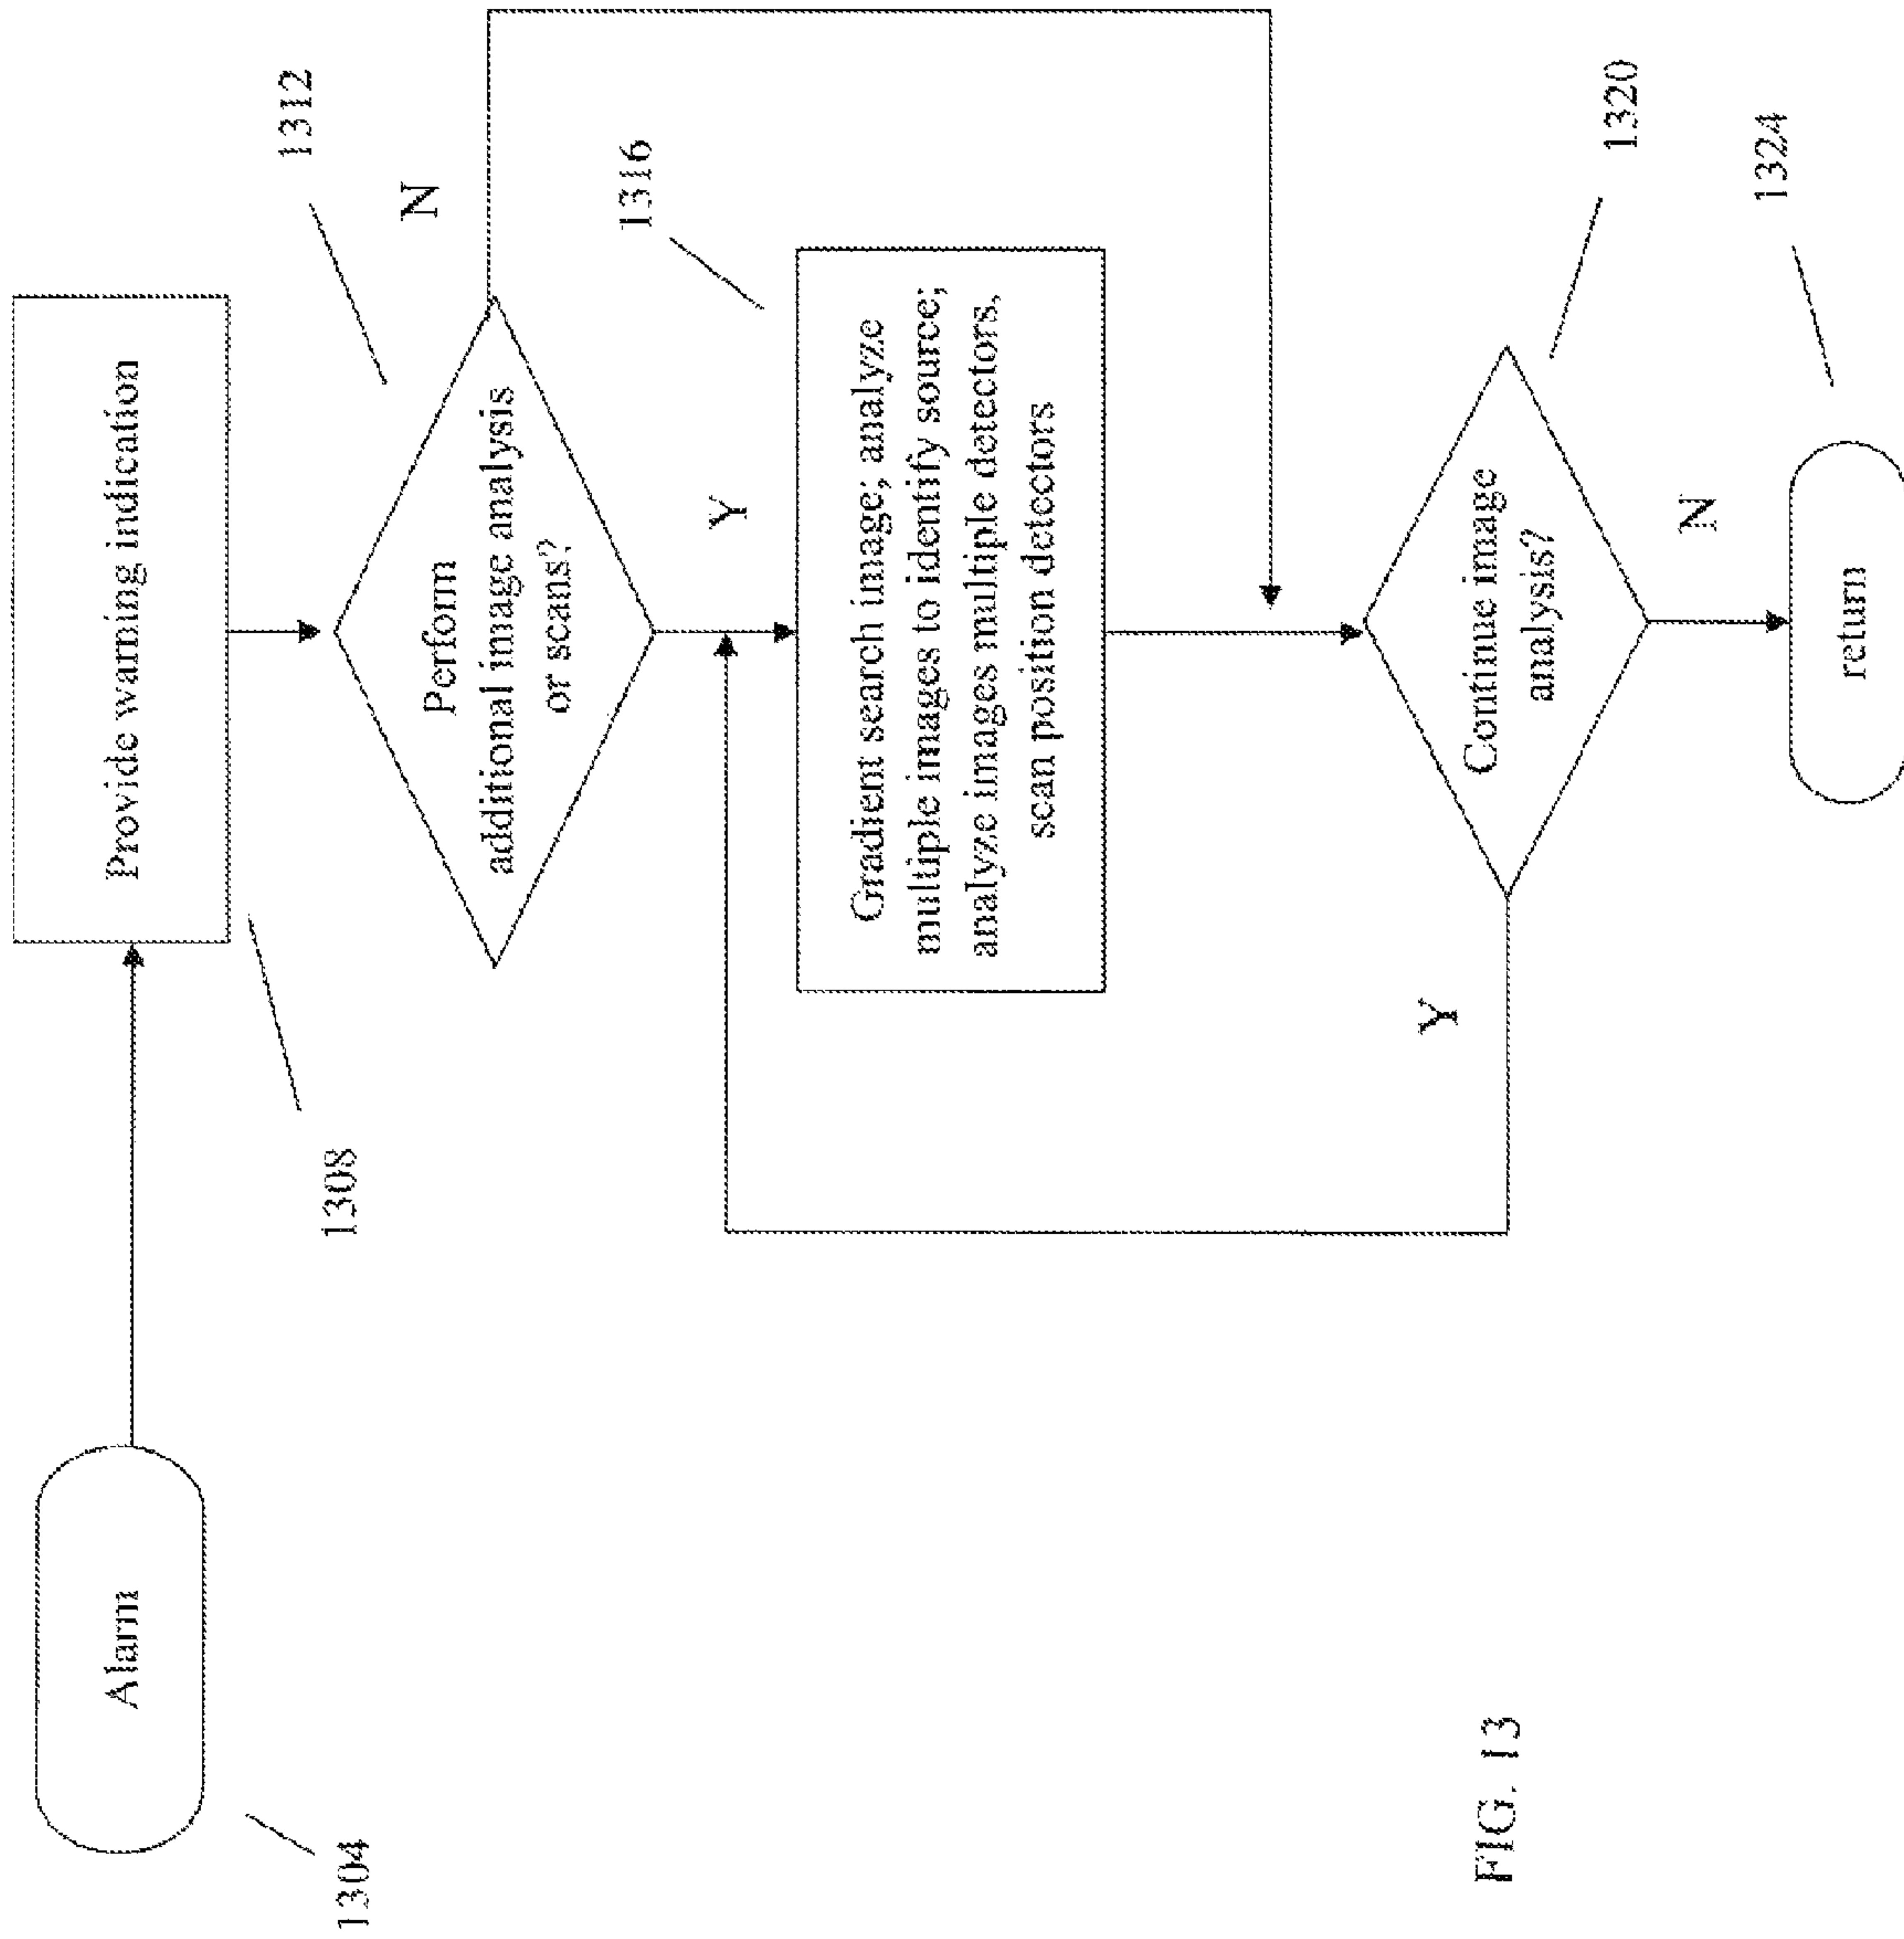 Alarm
1304
Provide warning indication
1308
Perform
additional image analysis
or scans?
1312
N
Y
Gradient search image; analyze
multiple images to identify source;
analyze images multiple detectors,
scan position detectors
1316
Continue image
analysis?
1320
Y
N
return
1324
FIG. 13